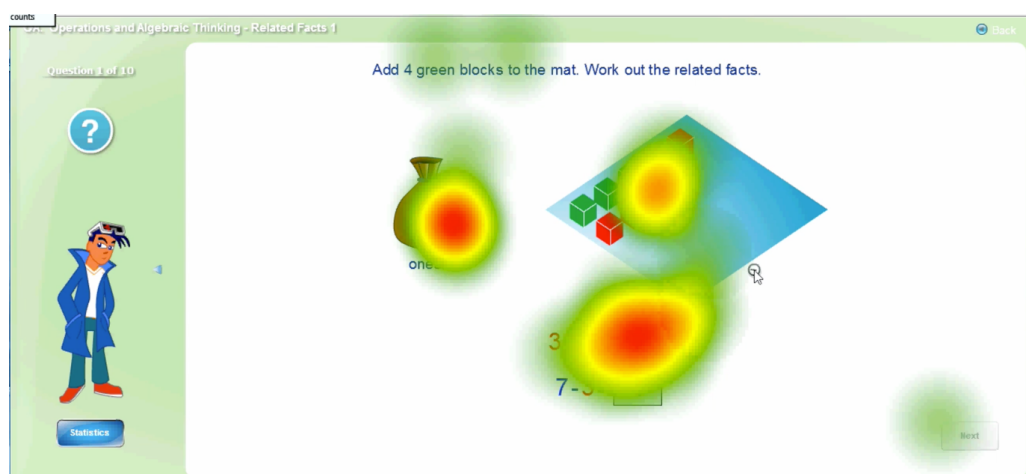 counts
Operations and Algebraic Thinking - Related Facts 1
Back
Question 1 of 10
Add 4 green blocks to the mat. Work out the related facts.
?
3
7 -
Statistics
Next